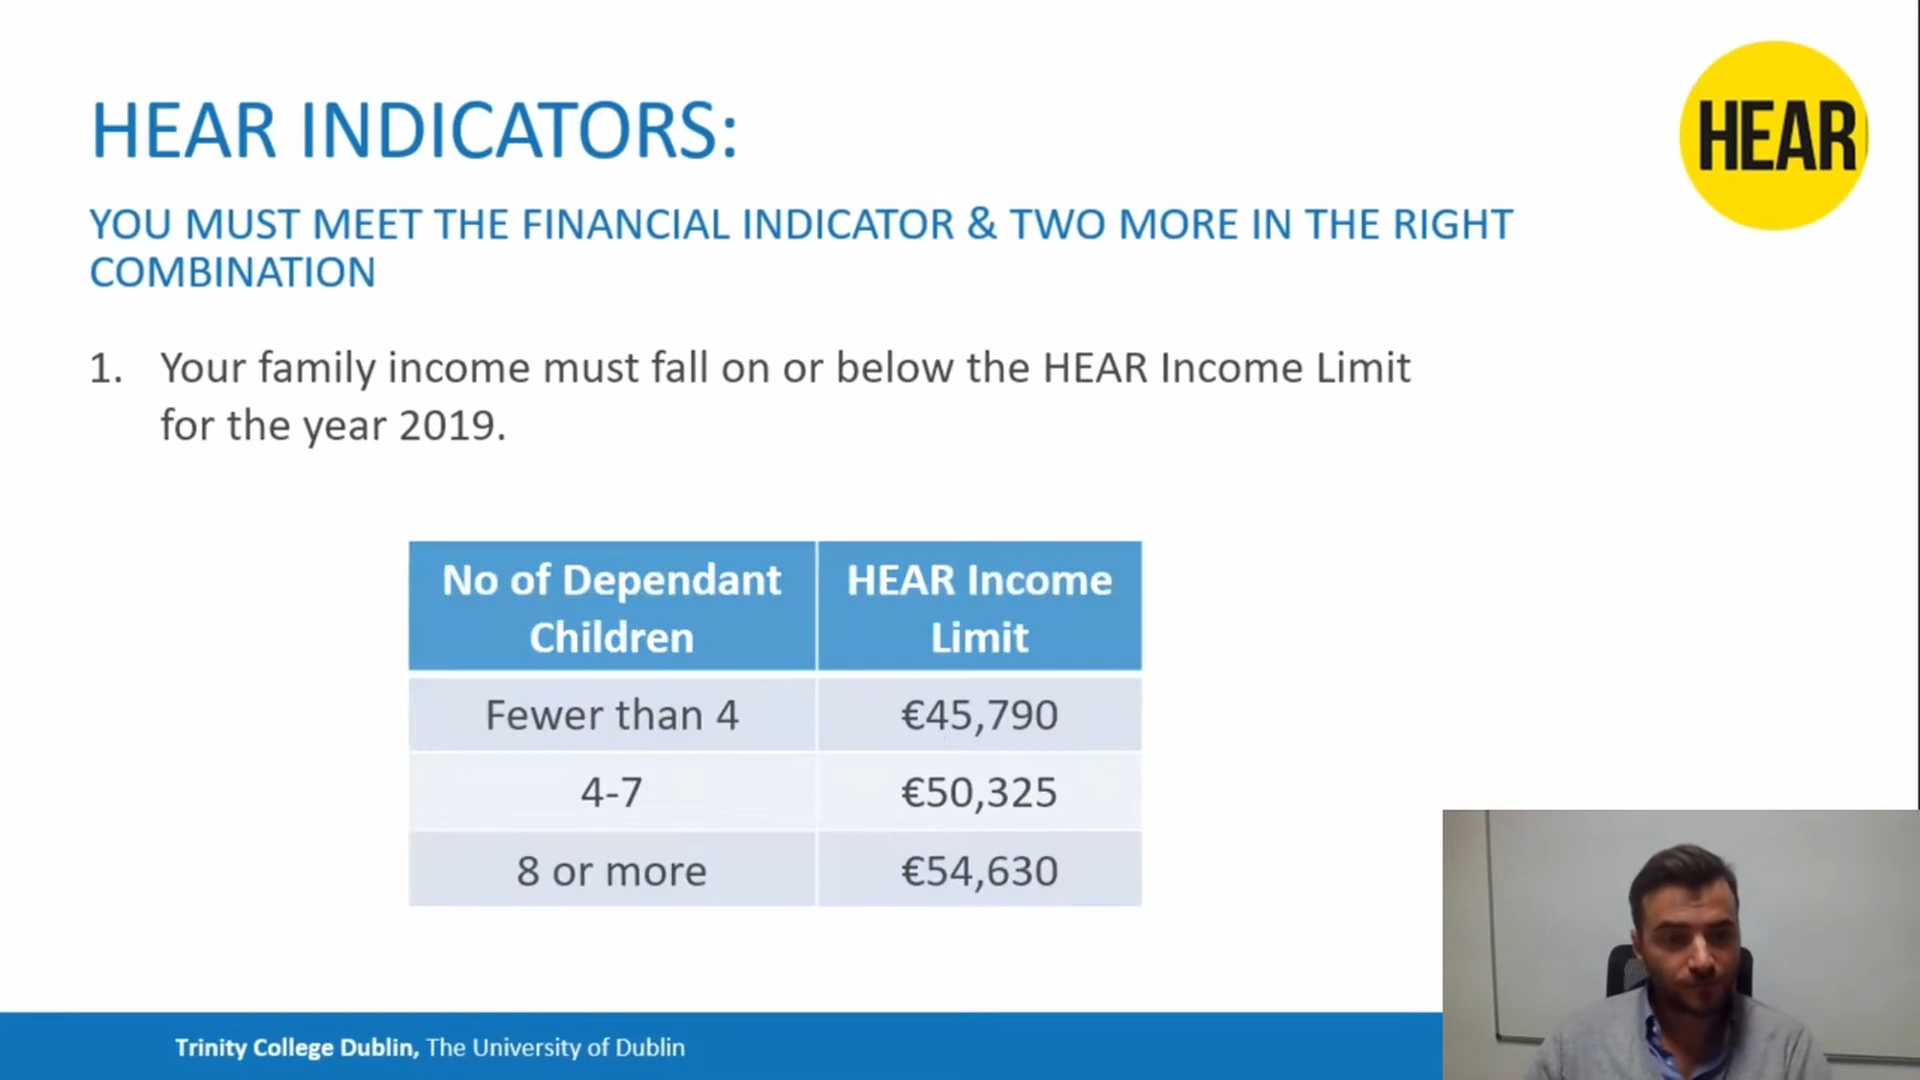 HEAR INDICATORS:
HEAR
YOU MUST MEET THE FINANCIAL INDICATOR & TWO MORE IN THE RIGHT
COMBINATION
1. Your family income must fall on or below the HEAR Income Limit
for the year 2019.
No of Dependant
Children
HEAR Income
Limit
Fewer than 4 €45,790
4-7 €50,325
8 or more €54,630
Trinity College Dublin, The University of Dublin